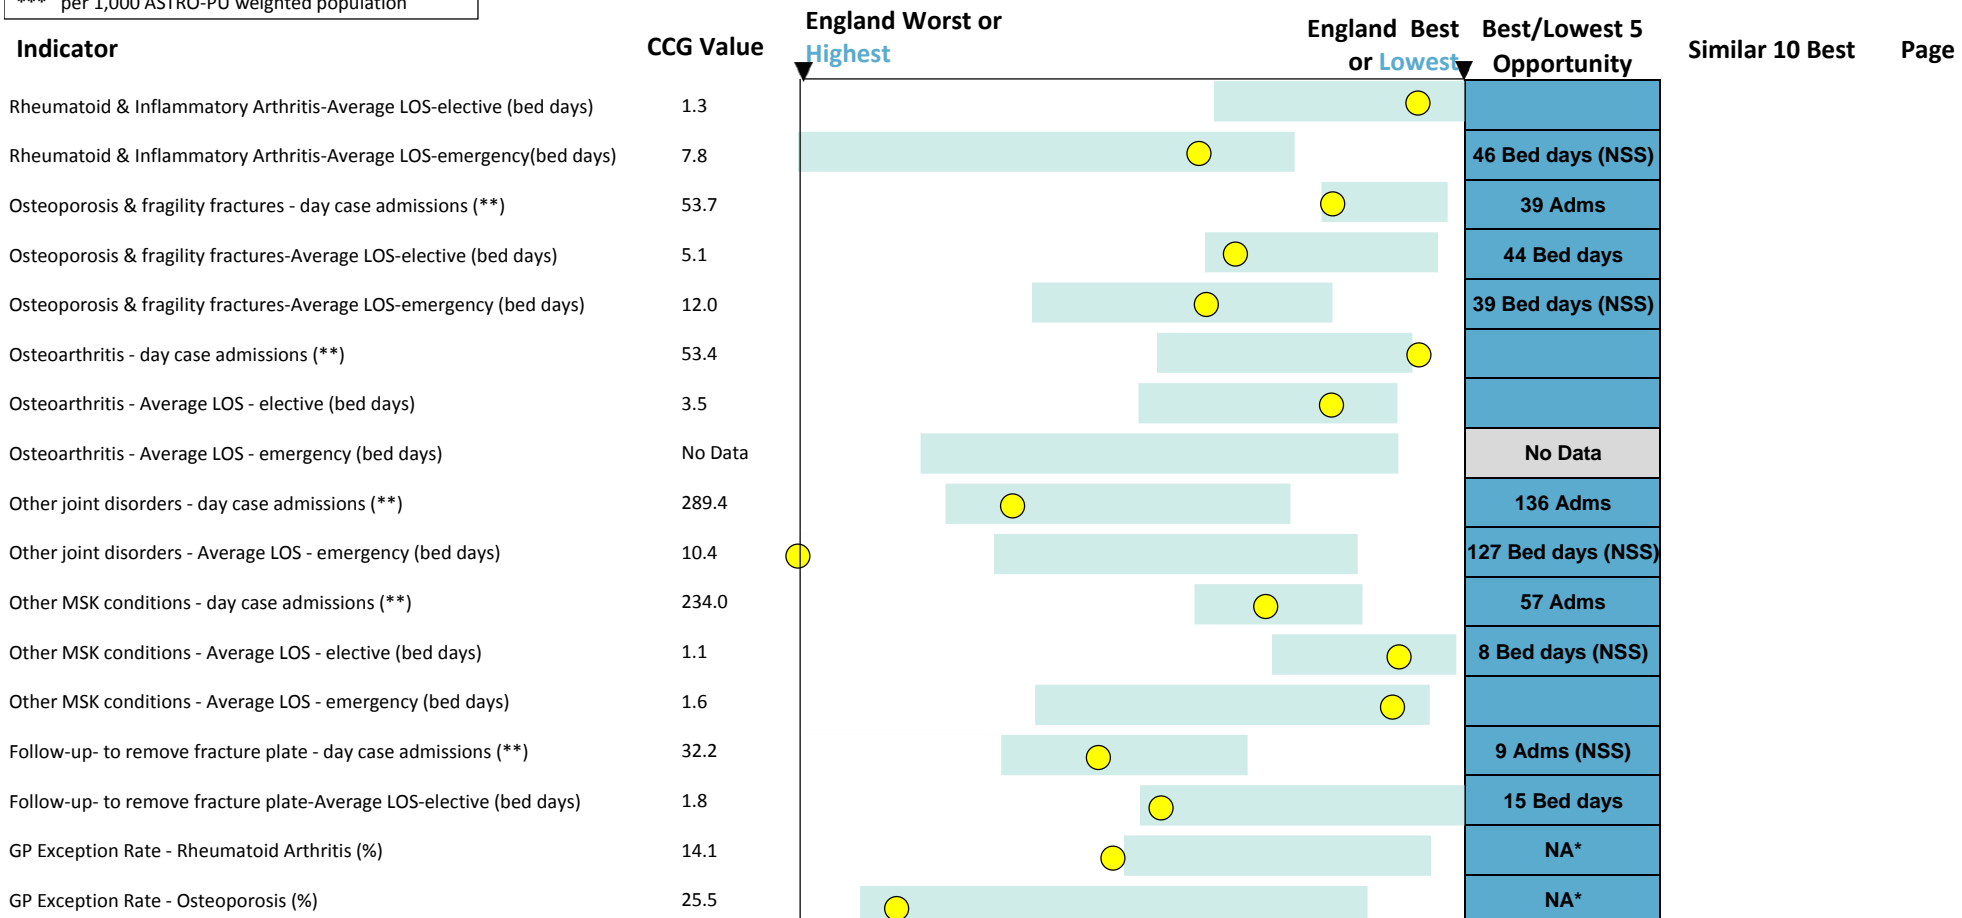 *** per 1,000 ASTRO-PU weighted population
Indicator CCG Value England Worst or Highest England Best or Lowest Best/Lowest 5 Opportunity Similar 10 Best Page
Rheumatoid & Inflammatory Arthritis-Average LOS-elective (bed days) 1.3
Rheumatoid & Inflammatory Arthritis-Average LOS-emergency(bed days) 7.8 46 Bed days (NSS)
Osteoporosis & fragility fractures - day case admissions (**) 53.7 39 Adms
Osteoporosis & fragility fractures-Average LOS-elective (bed days) 5.1 44 Bed days
Osteoporosis & fragility fractures-Average LOS-emergency (bed days) 12.0 39 Bed days (NSS)
Osteoarthritis - day case admissions (**) 53.4
Osteoarthritis - Average LOS - elective (bed days) 3.5
Osteoarthritis - Average LOS - emergency (bed days) No Data No Data
Other joint disorders - day case admissions (**) 289.4 136 Adms
Other joint disorders - Average LOS - emergency (bed days) 10.4 127 Bed days (NSS)
Other MSK conditions - day case admissions (**) 234.0 57 Adms
Other MSK conditions - Average LOS - elective (bed days) 1.1 8 Bed days (NSS)
Other MSK conditions - Average LOS - emergency (bed days) 1.6
Follow-up- to remove fracture plate - day case admissions (**) 32.2 9 Adms (NSS)
Follow-up- to remove fracture plate-Average LOS-elective (bed days) 1.8 15 Bed days
GP Exception Rate - Rheumatoid Arthritis (%) 14.1 NA*
GP Exception Rate - Osteoporosis (%) 25.5 NA*